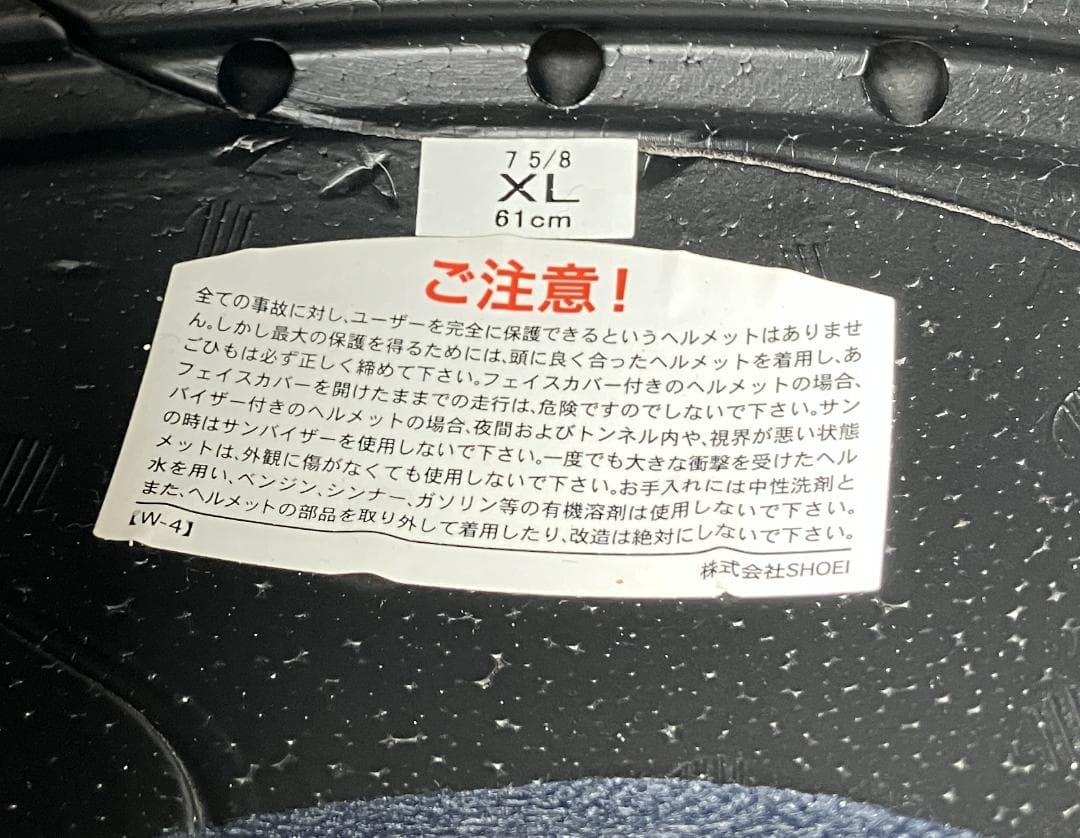 7 5/8
XL
61cm
ご注意!
全ての事故に対し、ユーザーを完全に保護できるというヘルメットはありませ
ん。しかし最大の保護を得るためには、頭に良く合ったヘルメットを着用し、あ
ごひもは必ず正しく締めて下さい。フェイスカバー付きのヘルメットの場合、
フェイスカバーを開けたままでの走行は、危険ですのでしないで下さい。サン
バイザー付きのヘルメットの場合、夜間およびトンネル内や、視界が悪い状態
の時はサンバイザーを使用しないで下さい。一度でも大きな衝撃を受けたヘル
メットは、外観に傷がなくても使用しないで下さい。お手入れには中性洗剤と
水を用い、ベンジン、シンナー、ガソリン等の有機溶剤は使用しないで下さい。
また、ヘルメットの部品を取り外して着用したり、改造は絶対にしないで下さい。
【W-4】
株式会社SHOEI